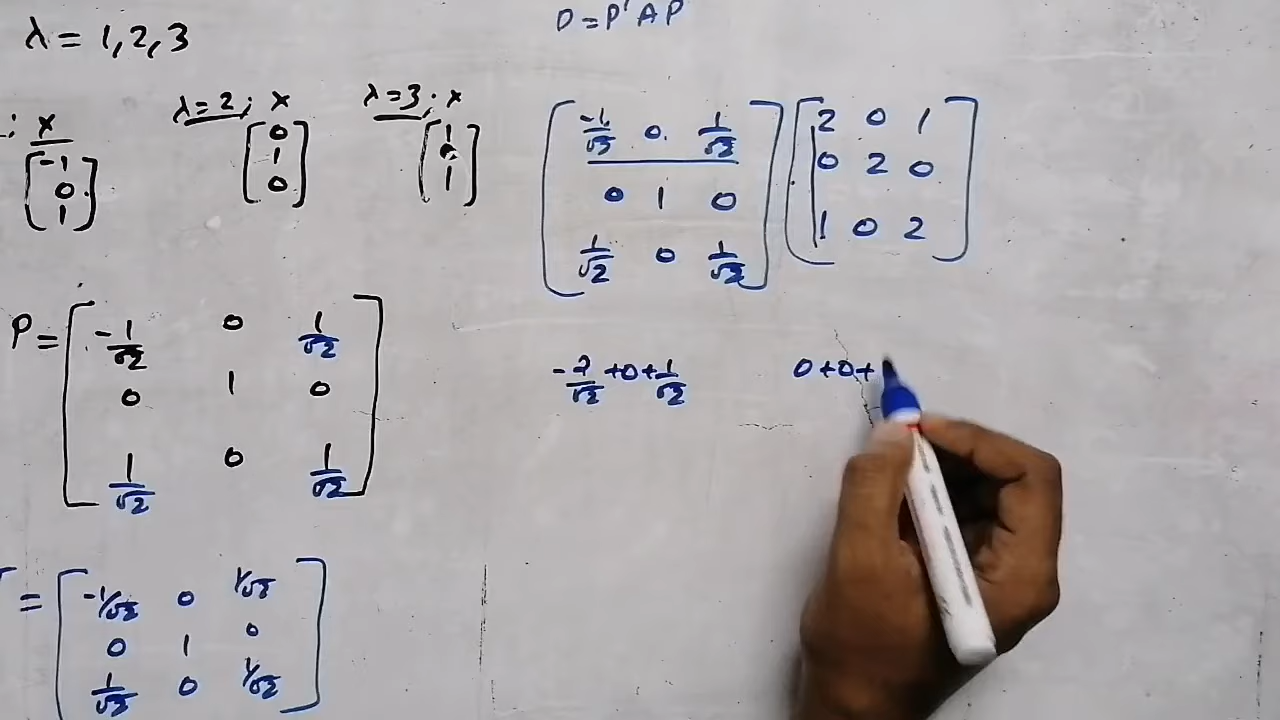 λ = 1, 2, 3
D = P' A P
: x
[-1
0
1]
λ = 2 ; x
[0
1
0]
λ = 3 ; x
[1
0
1]
[-1/√2 0 1/√2] [2 0 1]
[0 1 0] [0 2 0]
[1/√2 0 1/√2] [1 0 2]
P = [-1/√2 0 1/√2]
[0 1 0]
[1/√2 0 1/√2]
-2/√2 + 0 + 1/√2 0 + 0 +
= [-1/√2 0 1/√2]
[0 1 0]
[1/√2 0 1/√2]